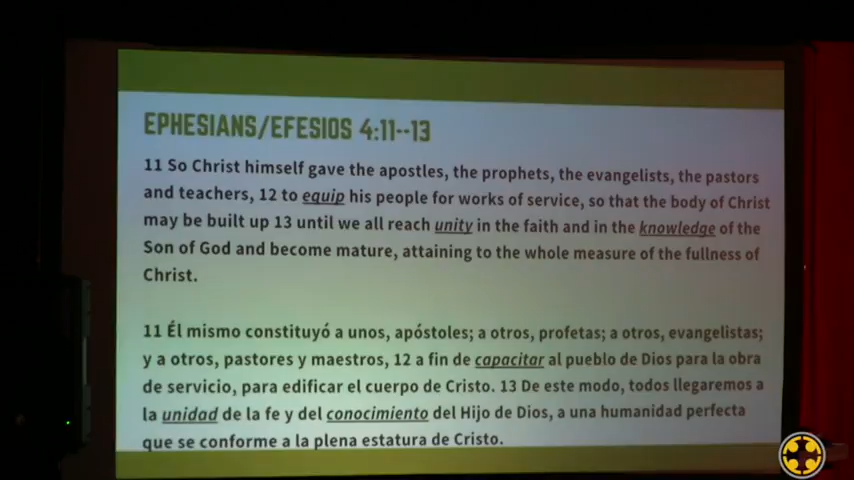 EPHESIANS/EFESIOS 4:11--13
11 So Christ himself gave the apostles, the prophets, the evangelists, the pastors
and teachers, 12 to equip his people for works of service, so that the body of Christ
may be built up 13 until we all reach unity in the faith and in the knowledge of the
Son of God and become mature, attaining to the whole measure of the fullness of
Christ.
11 Él mismo constituyó a unos, apóstoles; a otros, profetas; a otros, evangelistas;
y a otros, pastores y maestros, 12 a fin de capacitar al pueblo de Dios para la obra
de servicio, para edificar el cuerpo de Cristo. 13 De este modo, todos llegaremos a
la unidad de la fe y del conocimiento del Hijo de Dios, a una humanidad perfecta
que se conforme a la plena estatura de Cristo.